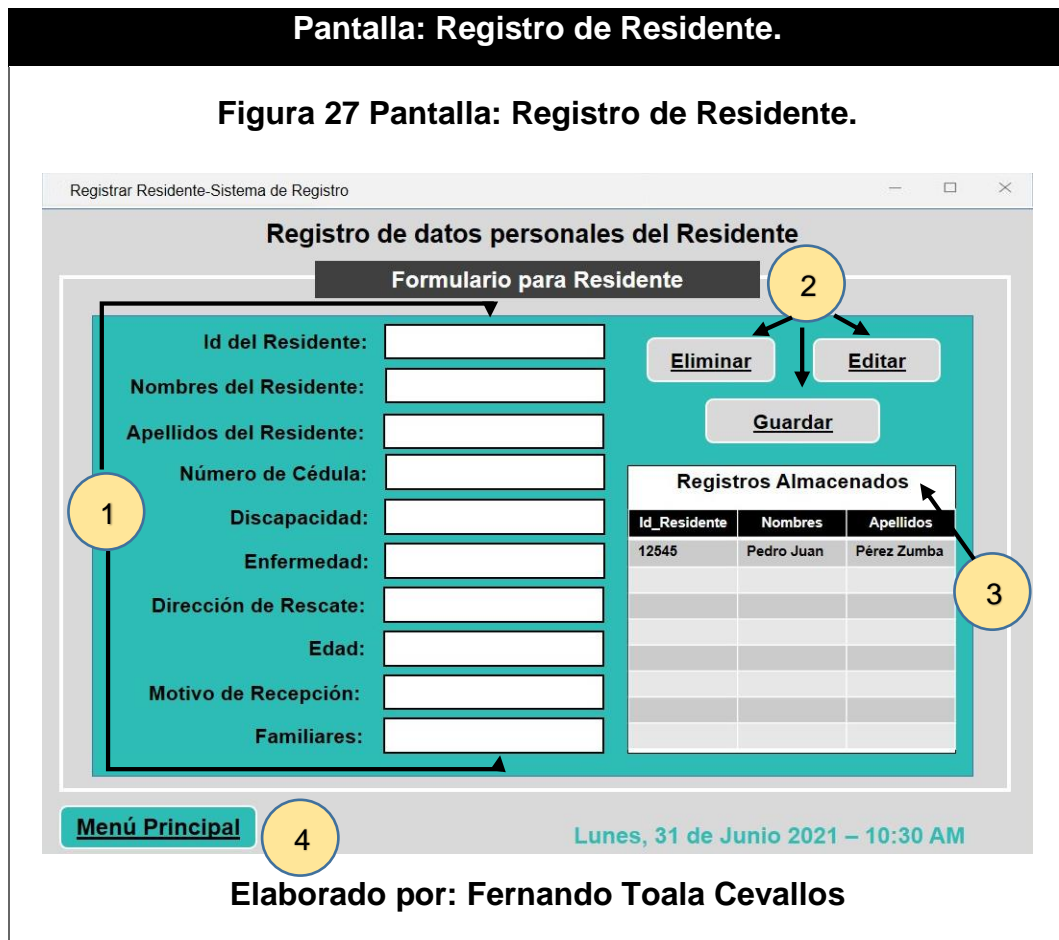 Pantalla: Registro de Residente.
Figura 27 Pantalla: Registro de Residente.
Registrar Residente-Sistema de Registro
Registro de datos personales del Residente
Formulario para Residente
2
Id del Residente:
Nombres del Residente:
Apellidos del Residente:
Número de Cédula:
Discapacidad:
Enfermedad:
Dirección de Rescate:
Edad:
Motivo de Recepción:
Familiares:
1
Eliminar
Editar
Guardar
Registros Almacenados
Id_Residente Nombres Apellidos
12545 Pedro Juan Pérez Zumba
3
Menú Principal
4
Lunes, 31 de Junio 2021 – 10:30 AM
Elaborado por: Fernando Toala Cevallos